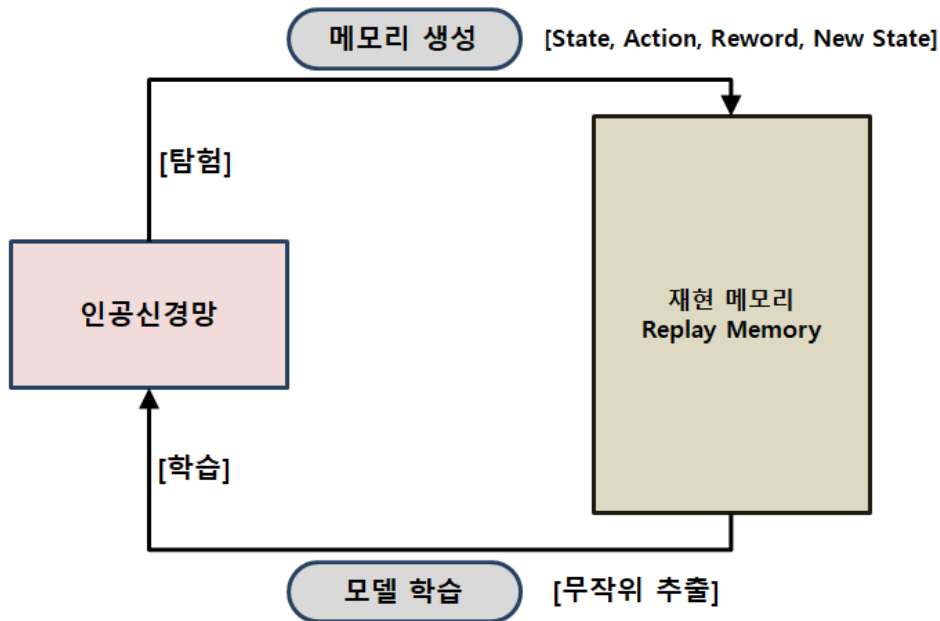 메모리 생성
[State, Action, Reword, New State]
[탐험]
인공신경망
재현 메모리
Replay Memory
[학습]
모델 학습
[무작위 추출]